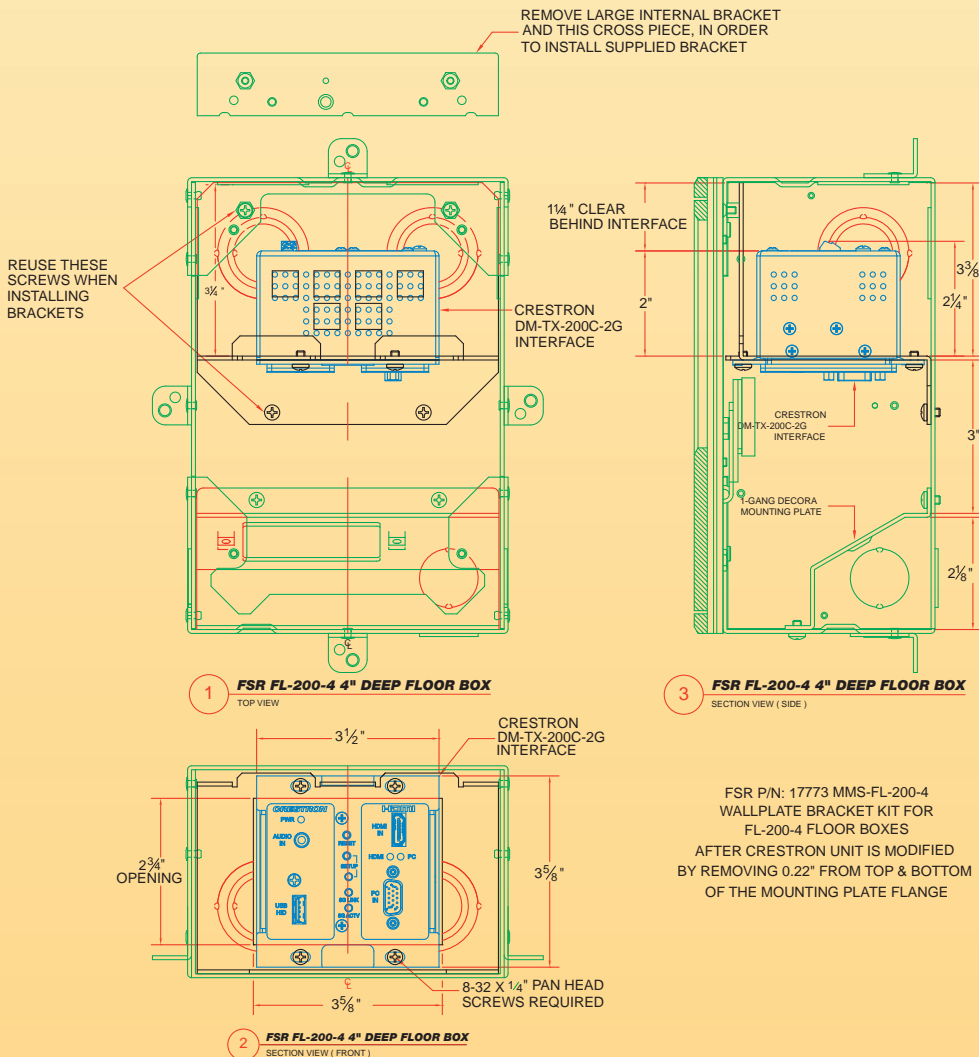 REMOVE LARGE INTERNAL BRACKET
AND THIS CROSS PIECE, IN ORDER
TO INSTALL SUPPLIED BRACKET
REUSE THESE
SCREWS WHEN
INSTALLING
BRACKETS
3¼"
CRESTRON
DM-TX-200C-2G
INTERFACE
1¼" CLEAR
BEHIND INTERFACE
2"
3⅜"
2¼"
CRESTRON
DM-TX-200C-2G
INTERFACE
3"
1-GANG DECORA
MOUNTING PLATE
2⅛"
1 FSR FL-200-4 4" DEEP FLOOR BOX
TOP VIEW
3 FSR FL-200-4 4" DEEP FLOOR BOX
SECTION VIEW ( SIDE )
3½"
CRESTRON
DM-TX-200C-2G
INTERFACE
2¾"
OPENING
CRESTRON
PWR
AUDIO
IN
USB
HID
RESET
SETUP
SG LINK
SG ACTV
HDMI
HDMI
IN
HDMI PC
PC
IN
3⅝"
3⅝"
8-32 X ¼" PAN HEAD
SCREWS REQUIRED
2 FSR FL-200-4 4" DEEP FLOOR BOX
SECTION VIEW ( FRONT )
FSR P/N: 17773 MMS-FL-200-4
WALLPLATE BRACKET KIT FOR
FL-200-4 FLOOR BOXES
AFTER CRESTRON UNIT IS MODIFIED
BY REMOVING 0.22" FROM TOP & BOTTOM
OF THE MOUNTING PLATE FLANGE